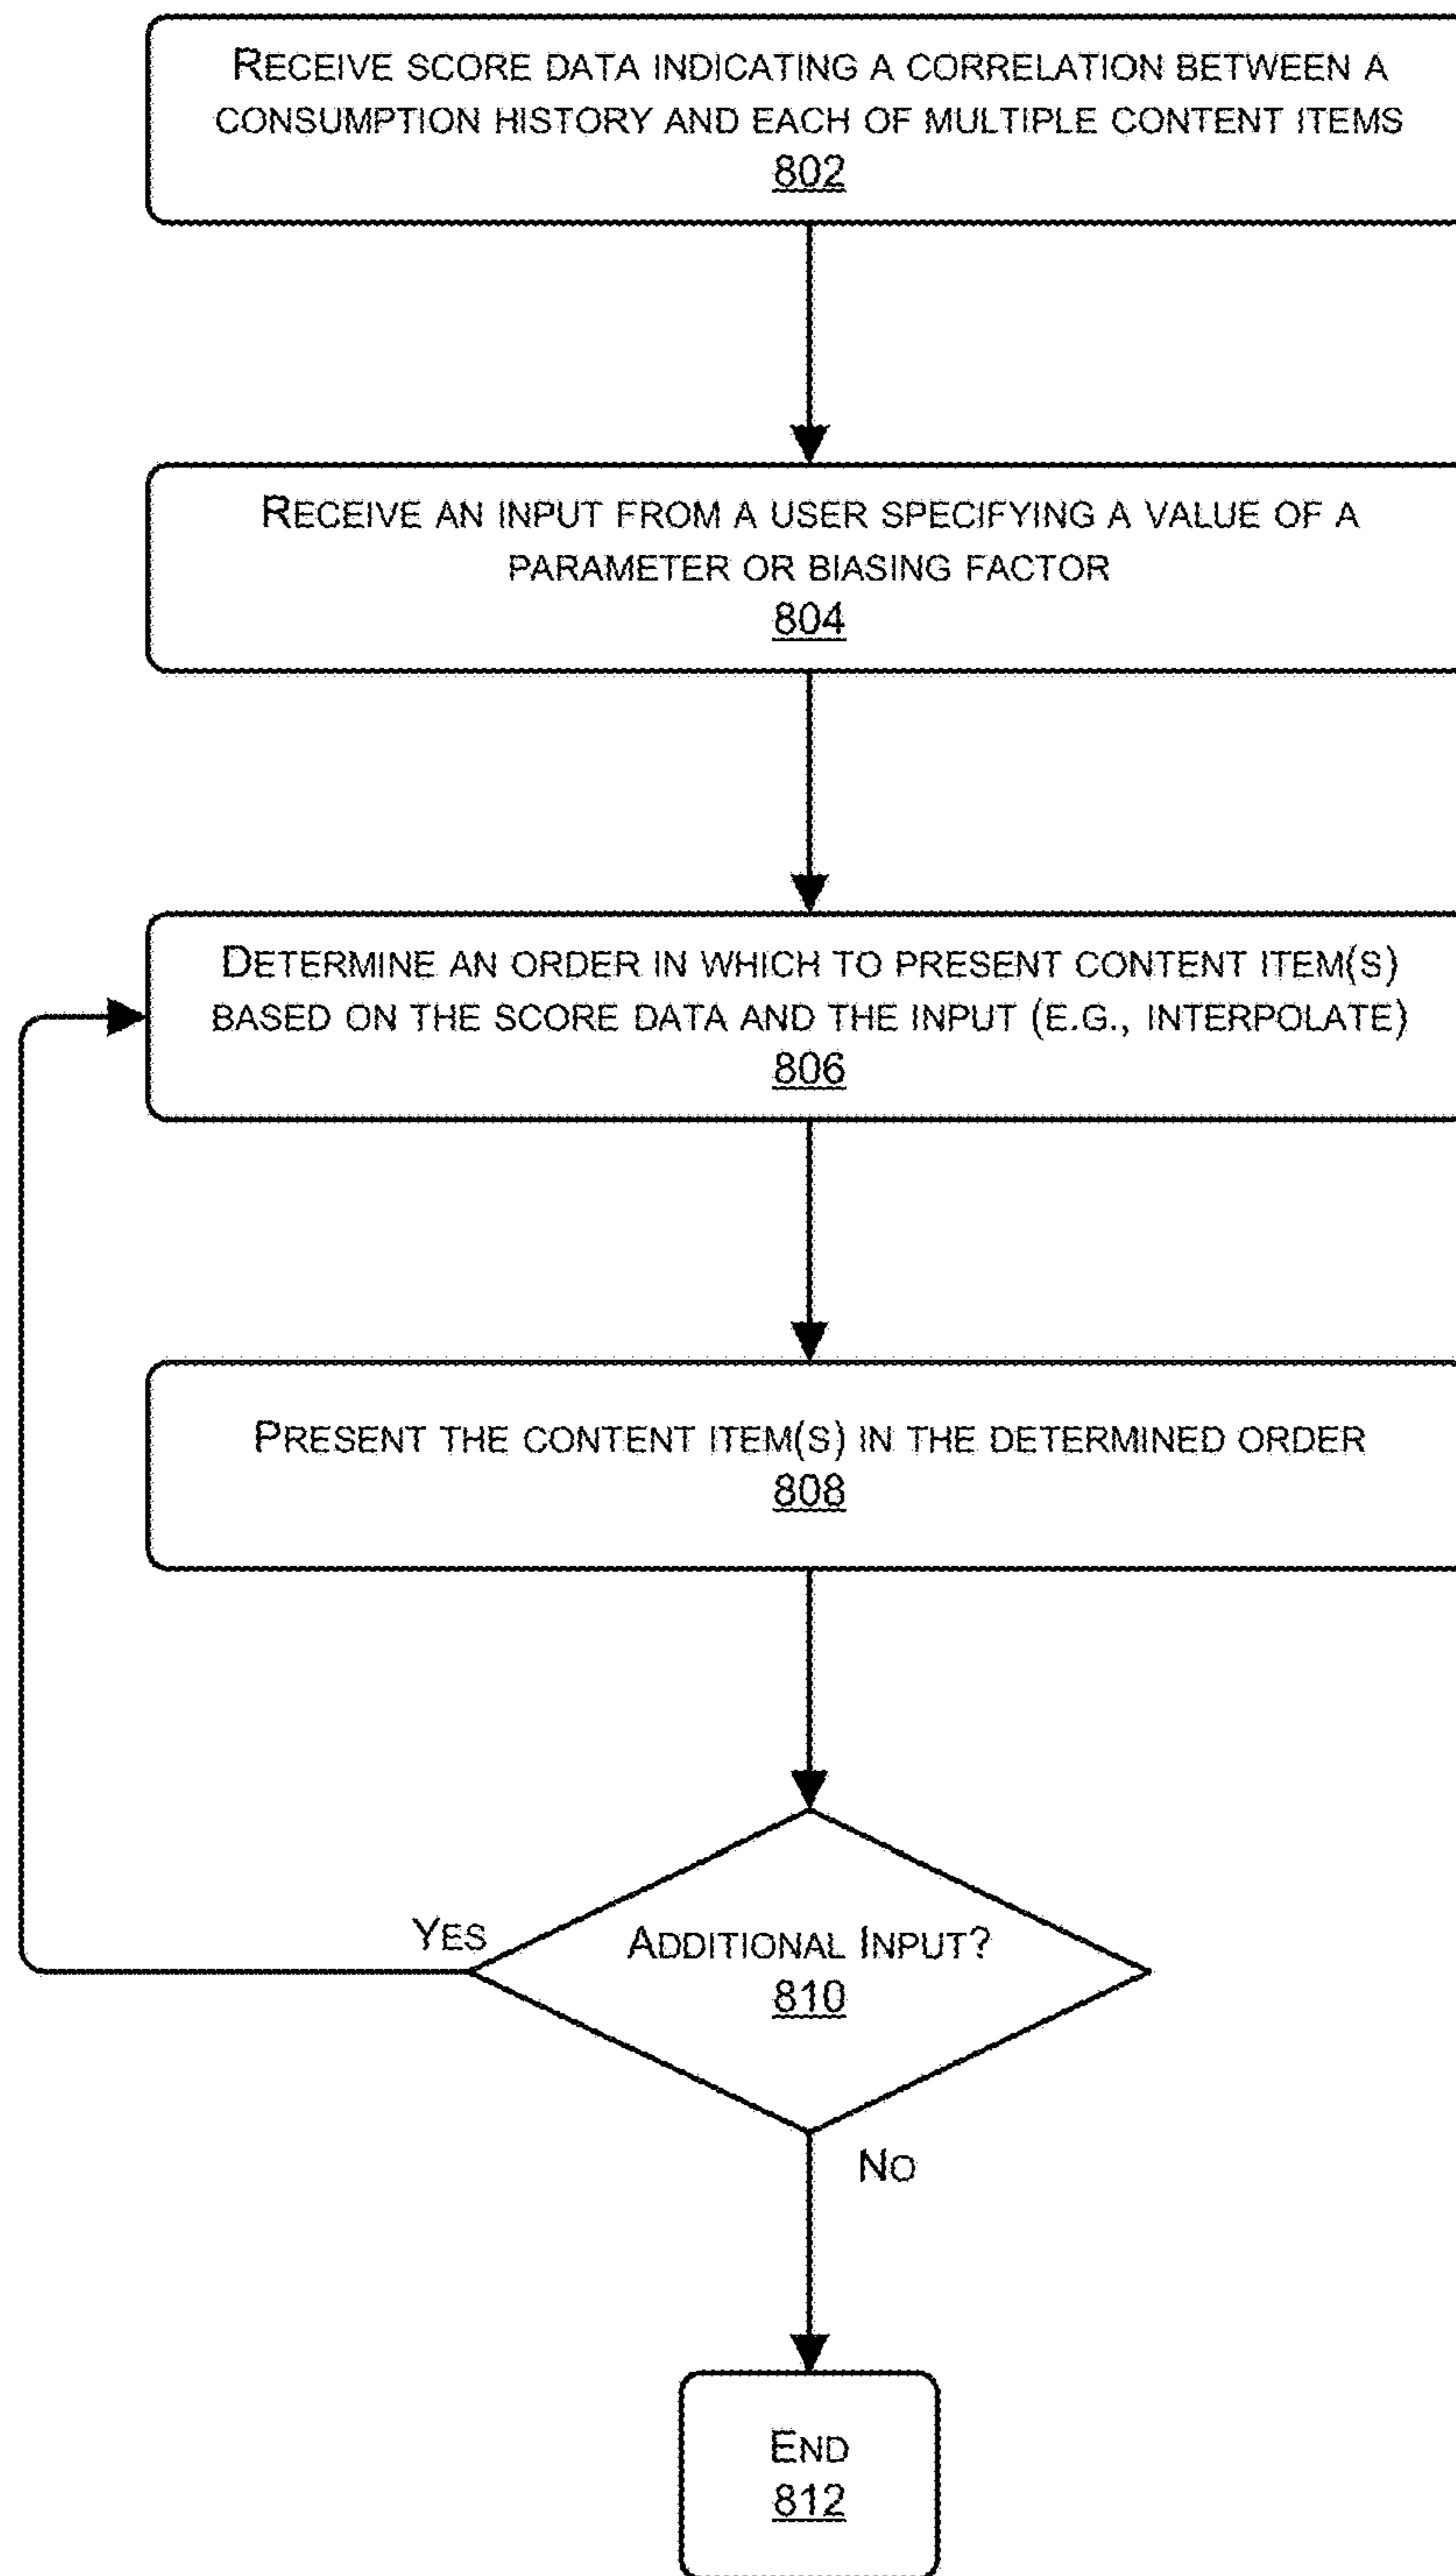 RECEIVE SCORE DATA INDICATING A CORRELATION BETWEEN A
CONSUMPTION HISTORY AND EACH OF MULTIPLE CONTENT ITEMS
802
RECEIVE AN INPUT FROM A USER SPECIFYING A VALUE OF A
PARAMETER OR BIASING FACTOR
804
DETERMINE AN ORDER IN WHICH TO PRESENT CONTENT ITEM(S)
BASED ON THE SCORE DATA AND THE INPUT (E.G., INTERPOLATE)
806
PRESENT THE CONTENT ITEM(S) IN THE DETERMINED ORDER
808
YES
ADDITIONAL INPUT?
810
NO
END
812